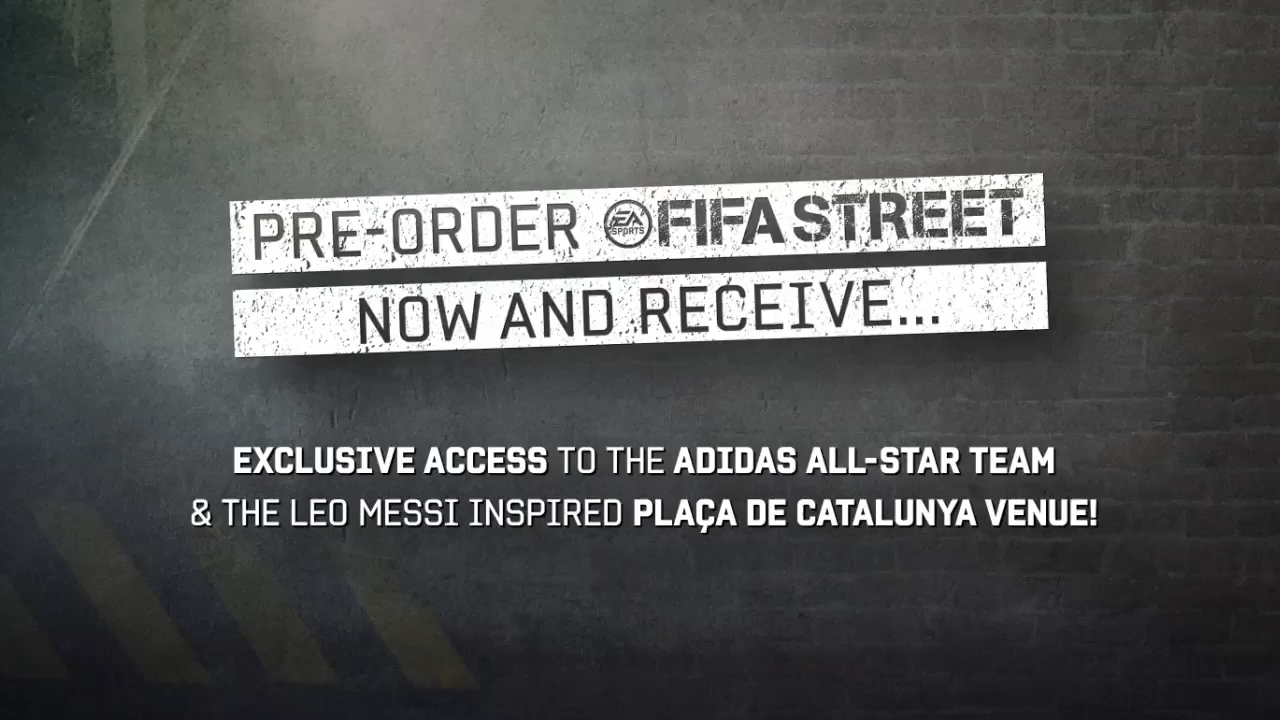 PRE-ORDER EA SPORTS FIFA STREET
NOW AND RECEIVE...
EXCLUSIVE ACCESS TO THE ADIDAS ALL-STAR TEAM
& THE LEO MESSI INSPIRED PLAÇA DE CATALUNYA VENUE!